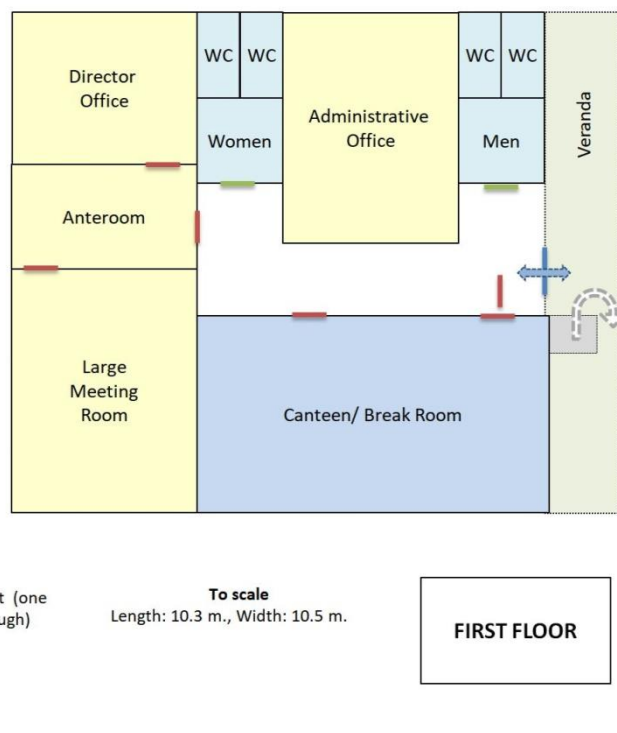 Director
Office
WC
WC
Women
Administrative
Office
WC
WC
Men
Veranda
Anteroom
Large
Meeting
Room
Canteen/ Break Room
(one
To scale
Length: 10.3 m., Width: 10.5 m.
FIRST FLOOR